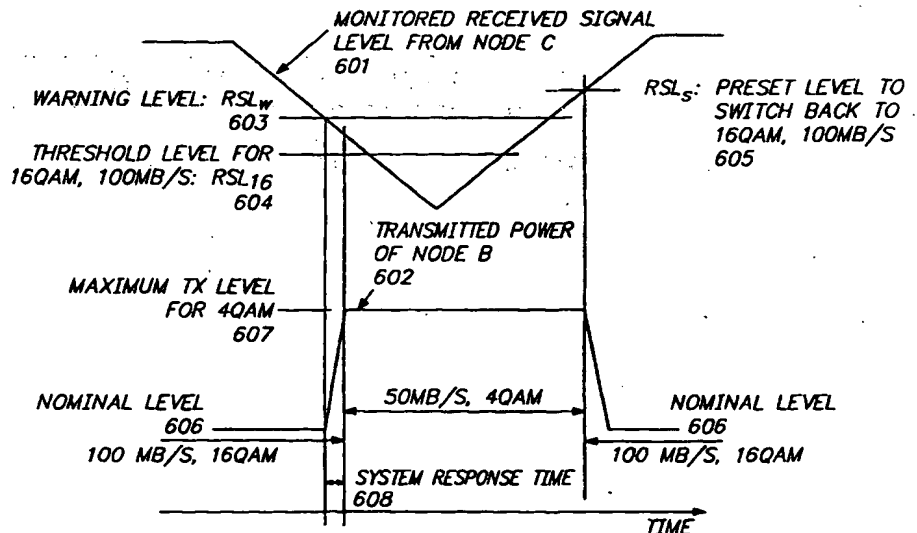 MONITORED RECEIVED SIGNAL
LEVEL FROM NODE C
601
WARNING LEVEL: RSLw
603
RSLS: PRESET LEVEL TO
SWITCH BACK TO
16QAM, 100MB/S
605
THRESHOLD LEVEL FOR
16QAM, 100MB/S: RSL16
604
TRANSMITTED POWER
OF NODE B
602
MAXIMUM TX LEVEL
FOR 4QAM
607
50MB/S, 4QAM
NOMINAL LEVEL
606
100 MB/S, 16QAM
NOMINAL LEVEL
606
100 MB/S, 16QAM
SYSTEM RESPONSE TIME
608
TIME